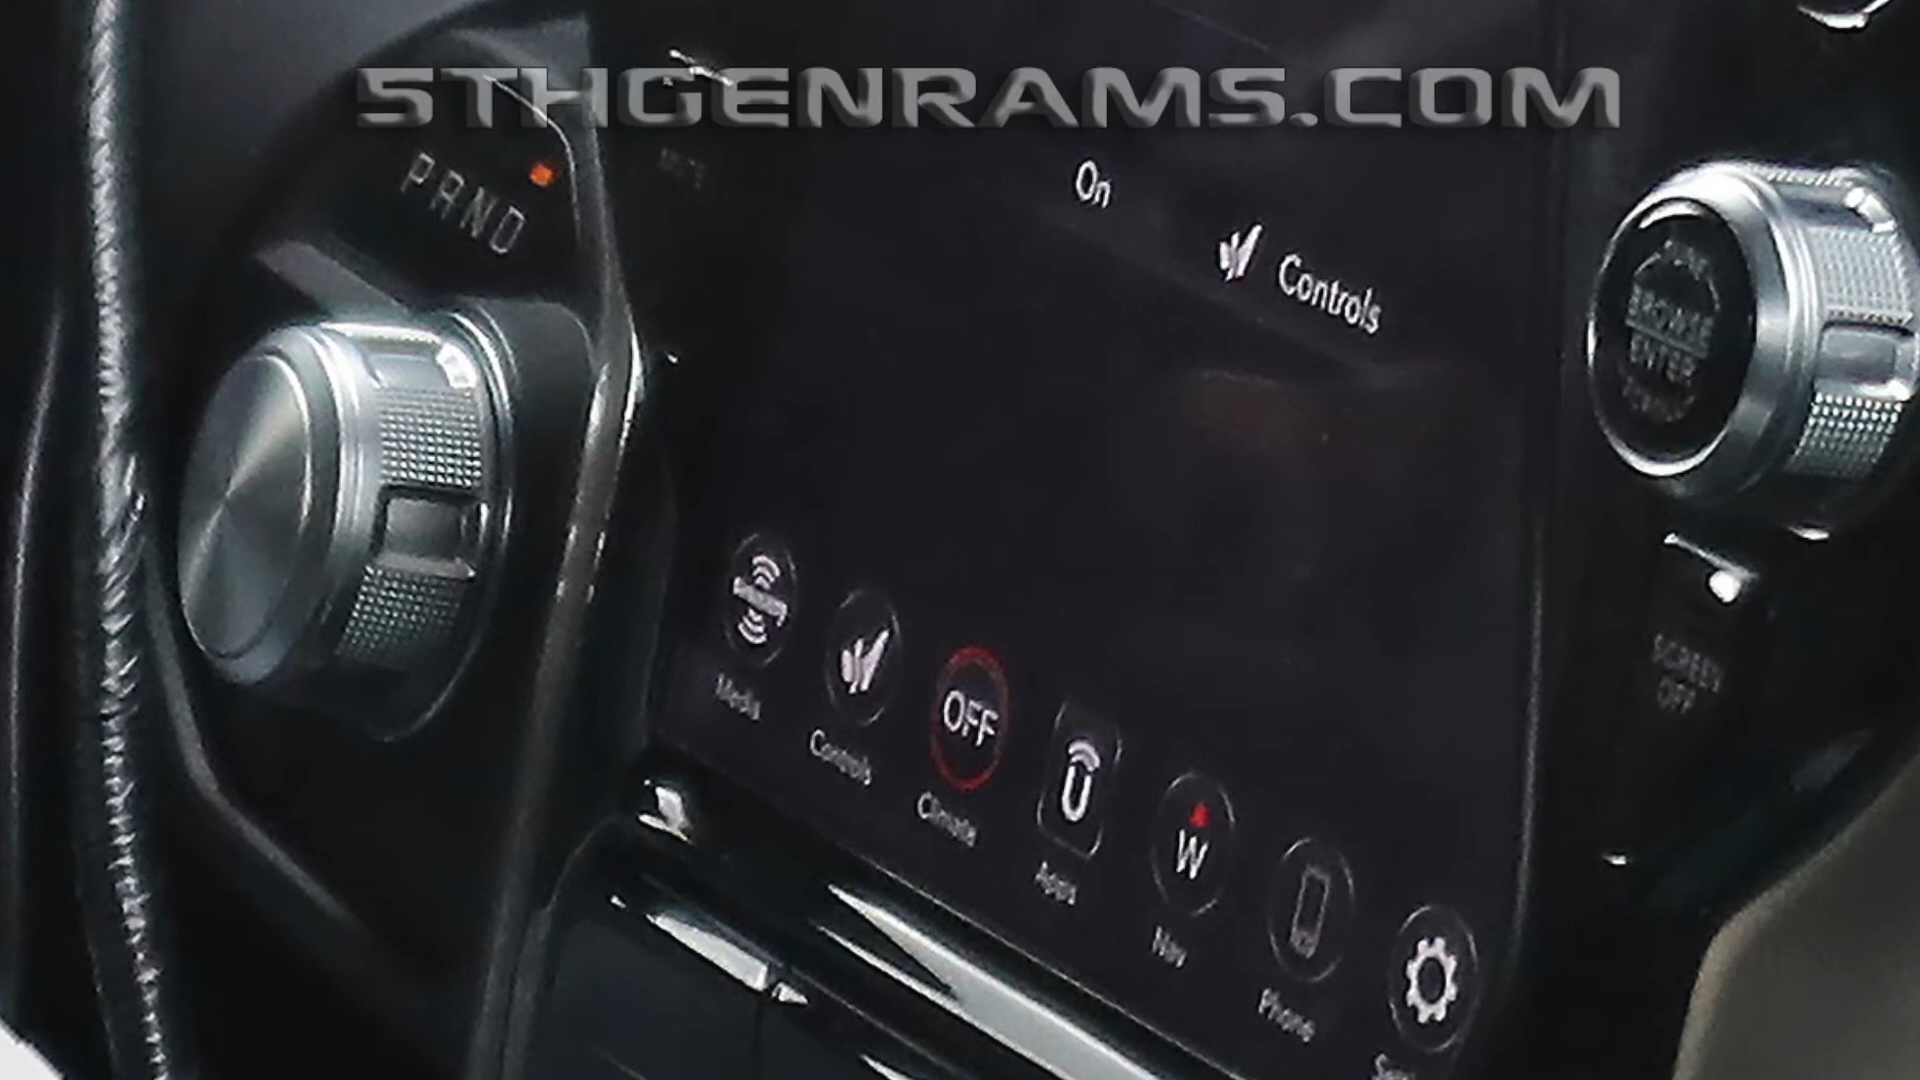 5THGENRAMS.COM
PRND
On
Controls
BROWSE
ENTER
SCREEN
OFF
Media
Controls
OFF
Climate
Apps
W
Nav
Phone